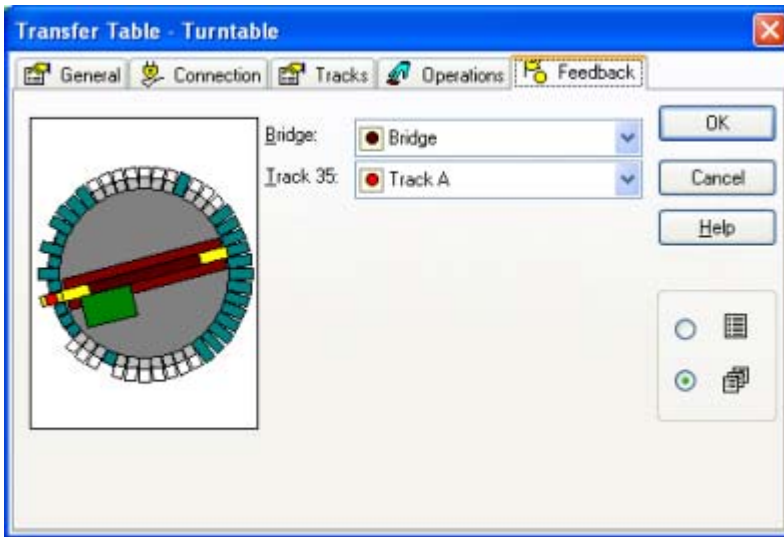 Transfer Table - Turntable
General Connection Tracks Operations Feedback
Bridge: Bridge OK
Track 35: Track A Cancel
Help